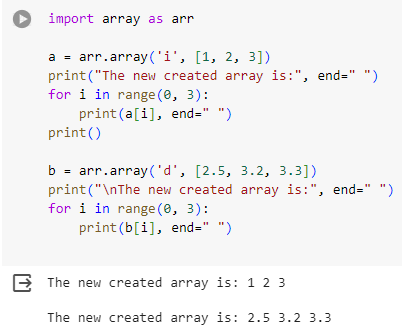 import array as arr

a = arr.array('i', [1, 2, 3])
print("The new created array is:", end=" ")
for i in range(0, 3):
    print(a[i], end=" ")
print()

b = arr.array('d', [2.5, 3.2, 3.3])
print("\nThe new created array is:", end=" ")
for i in range(0, 3):
    print(b[i], end=" ")

The new created array is: 1 2 3

The new created array is: 2.5 3.2 3.3